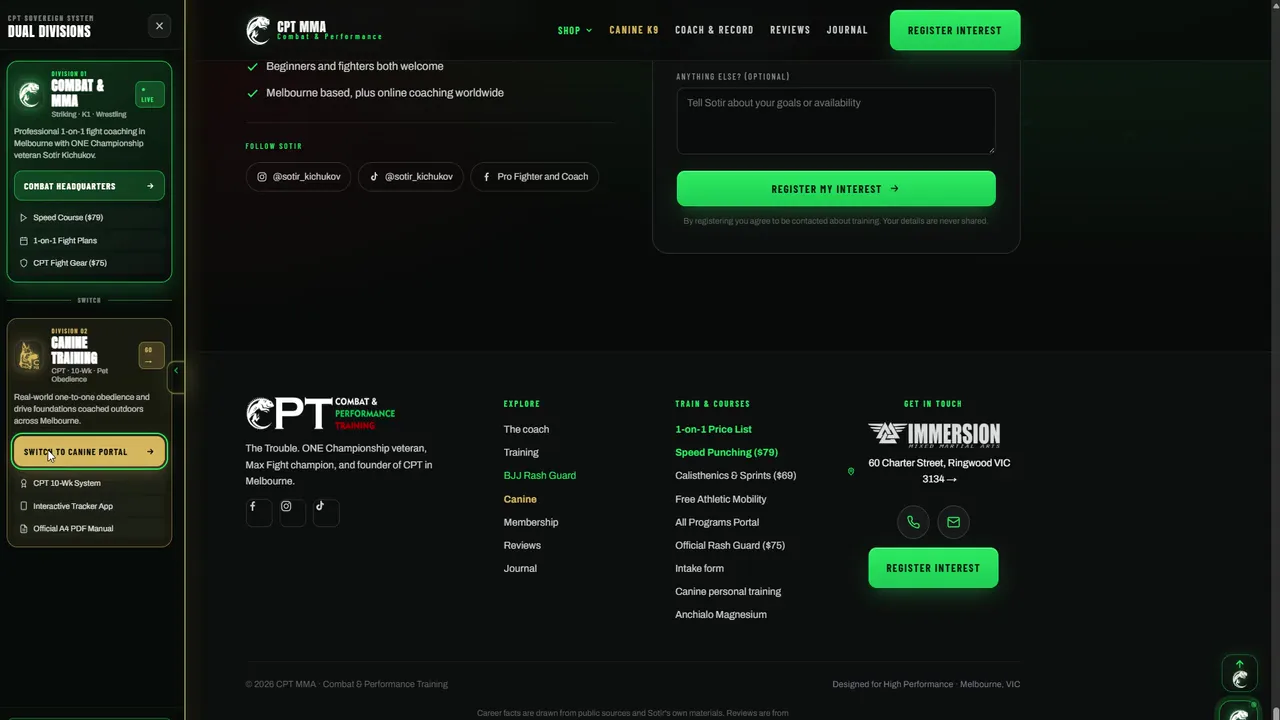 CPT SOVEREIGN SYSTEM
DUAL DIVISIONS
DIVISION 01
COMBAT &
MMA
LIVE
Striking · K1 · Wrestling
Professional 1-on-1 fight coaching in
Melbourne with ONE Championship
veteran Sotir Kichukov.
COMBAT HEADQUARTERS →
Speed Course ($79)
1-on-1 Fight Plans
CPT Fight Gear ($75)
SWITCH
DIVISION 02
CANINE
TRAINING
GO
→
CPT · 10-Wk · Pet
Obedience
Real-world one-to-one obedience and
drive foundations coached outdoors
across Melbourne.
SWITCH TO CANINE PORTAL →
CPT 10-Wk System
Interactive Tracker App
Official A4 PDF Manual
CPT MMA
Combat & Performance
SHOP
CANINE K9
COACH & RECORD
REVIEWS
JOURNAL
REGISTER INTEREST
Beginners and fighters both welcome
Melbourne based, plus online coaching worldwide
FOLLOW SOTIR
@sotir_kichukov
@sotir_kichukov
Pro Fighter and Coach
ANYTHING ELSE? (OPTIONAL)
Tell Sotir about your goals or availability
REGISTER MY INTEREST →
By registering you agree to be contacted about training. Your details are never shared.
CPT COMBAT &
PERFORMANCE
TRAINING
The Trouble. ONE Championship veteran,
Max Fight champion, and founder of CPT in
Melbourne.
EXPLORE
The coach
Training
BJJ Rash Guard
Canine
Membership
Reviews
Journal
TRAIN & COURSES
1-on-1 Price List
Speed Punching ($79)
Calisthenics & Sprints ($69)
Free Athletic Mobility
All Programs Portal
Official Rash Guard ($75)
Intake form
Canine personal training
Anchialo Magnesium
GET IN TOUCH
IMMERSION
MIXED MARTIAL ARTS
60 Charter Street, Ringwood VIC
3134 →
REGISTER INTEREST
© 2026 CPT MMA · Combat & Performance Training
Designed for High Performance · Melbourne, VIC
Career facts are drawn from public sources and Sotir's own materials. Reviews are from